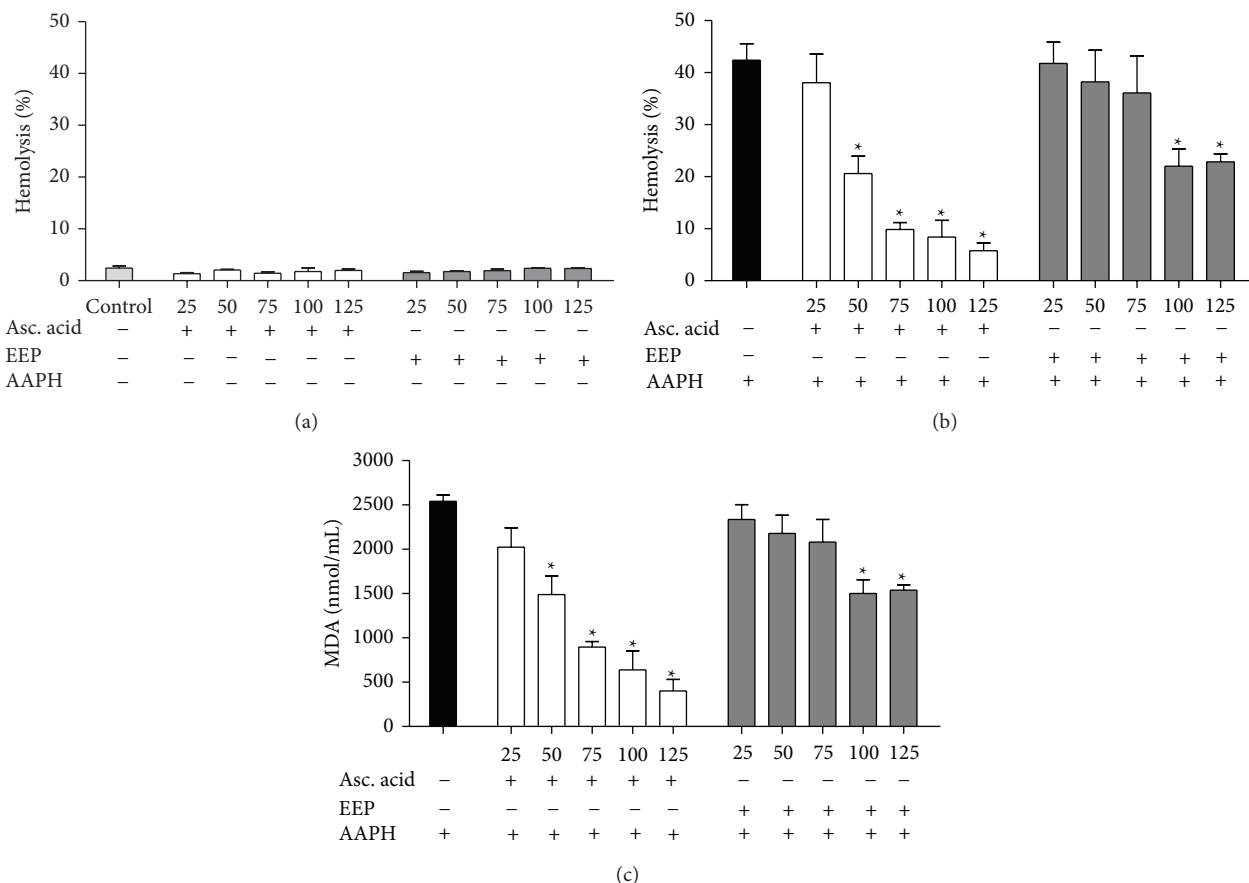 50
40
30
20
10
0
Hemolysis (%)
Control 25 50 75 100 125 25 50 75 100 125
Asc. acid − + + + + + − − − − −
EEP − − − − − − + + + + +
AAPH − − − − − − − − − − −
(a)
50
40
30
20
10
0
Hemolysis (%)
* * * * * *
25 50 75 100 125 25 50 75 100 125
Asc. acid − + + + + + − − − − −
EEP − − − − − − + + + + +
AAPH + + + + + + + + + + +
(b)
3000
2500
2000
1500
1000
500
0
MDA (nmol/mL)
* * * * * *
25 50 75 100 125 25 50 75 100 125
Asc. acid − + + + + + − − − − −
EEP − − − − − − + + + + +
AAPH + + + + + + + + + + +
(c)